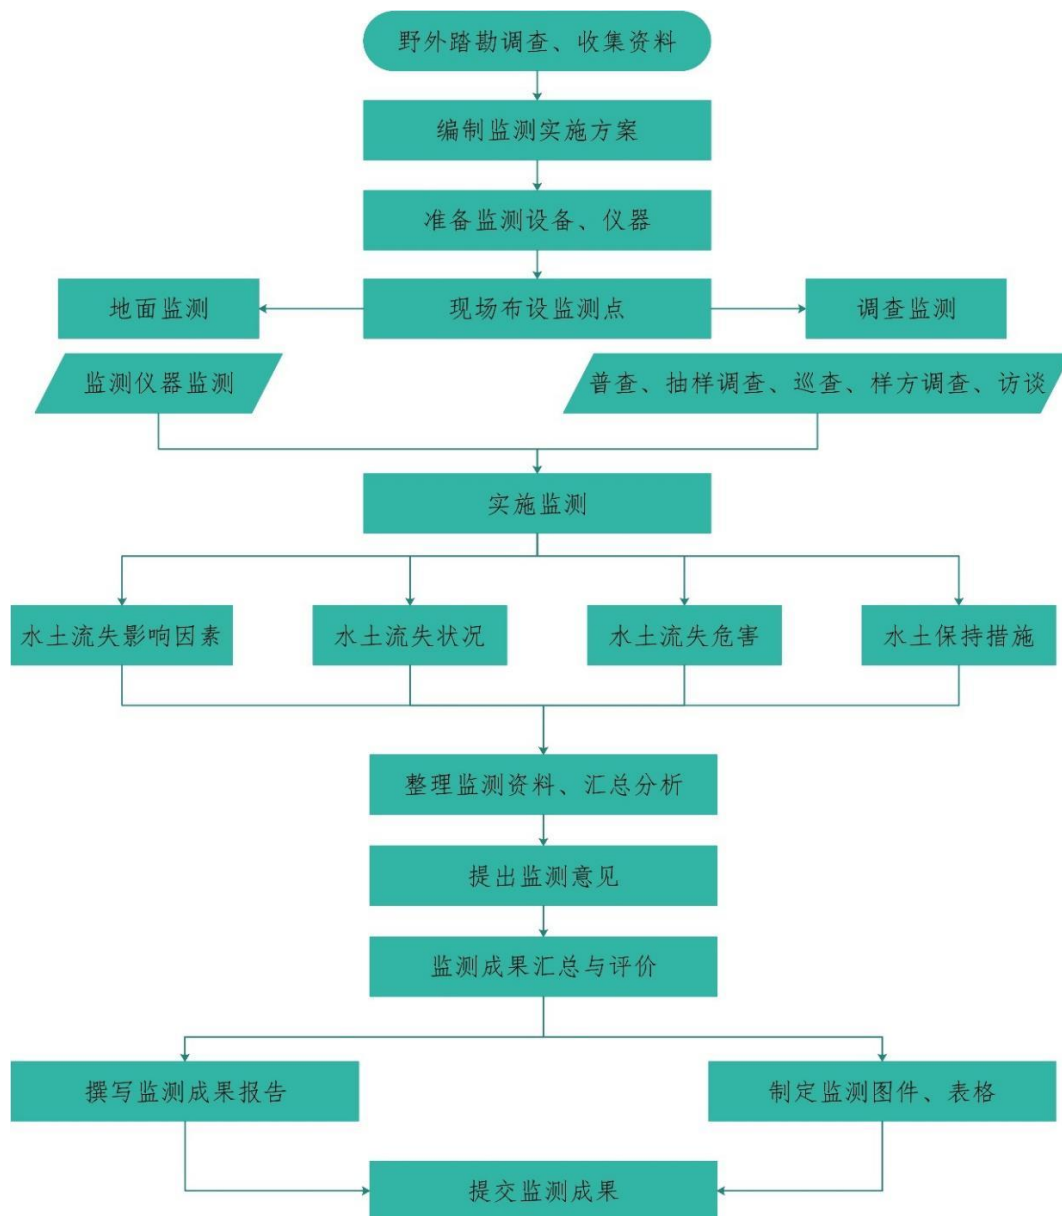 野外踏勘调查、收集资料
编制监测实施方案
准备监测设备、仪器
地面监测
现场布设监测点
调查监测
监测仪器监测
普查、抽样调查、巡查、样方调查、访谈
实施监测
水土流失影响因素
水土流失状况
水土流失危害
水土保持措施
整理监测资料、汇总分析
提出监测意见
监测成果汇总与评价
撰写监测成果报告
制定监测图件、表格
提交监测成果